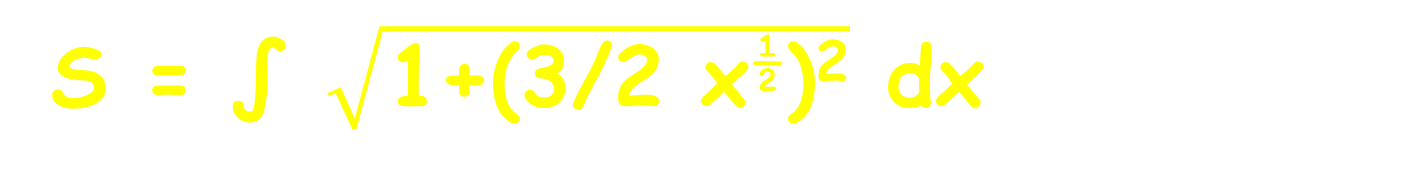 S = ∫ √1+(3/2 x^½)² dx